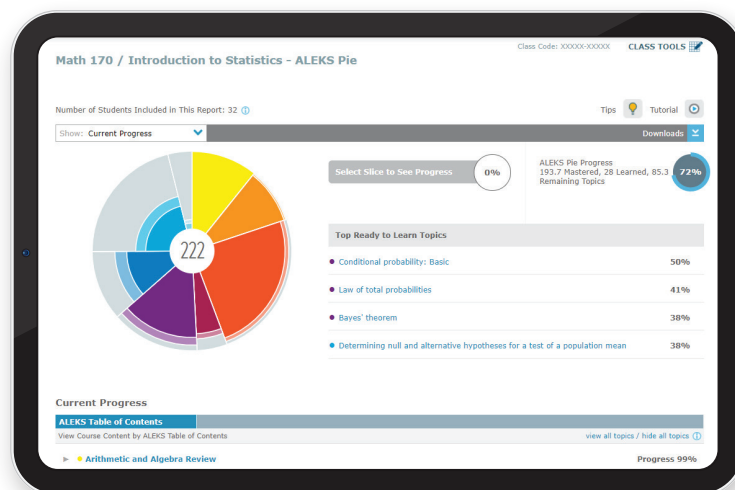 Class Code: XXXXX-XXXXX CLASS TOOLS
Math 170 / Introduction to Statistics - ALEKS Pie
Number of Students Included in This Report: 32
Tips Tutorial
Show: Current Progress
Downloads
222
Select Slice to See Progress 0%
ALEKS Pie Progress
193.7 Mastered, 28 Learned, 85.3
Remaining Topics
72%
Top Ready to Learn Topics
Conditional probability: Basic 50%
Law of total probabilities 41%
Bayes' theorem 38%
Determining null and alternative hypotheses for a test of a population mean 38%
Current Progress
ALEKS Table of Contents
View Course Content by ALEKS Table of Contents view all topics / hide all topics
Arithmetic and Algebra Review Progress 99%